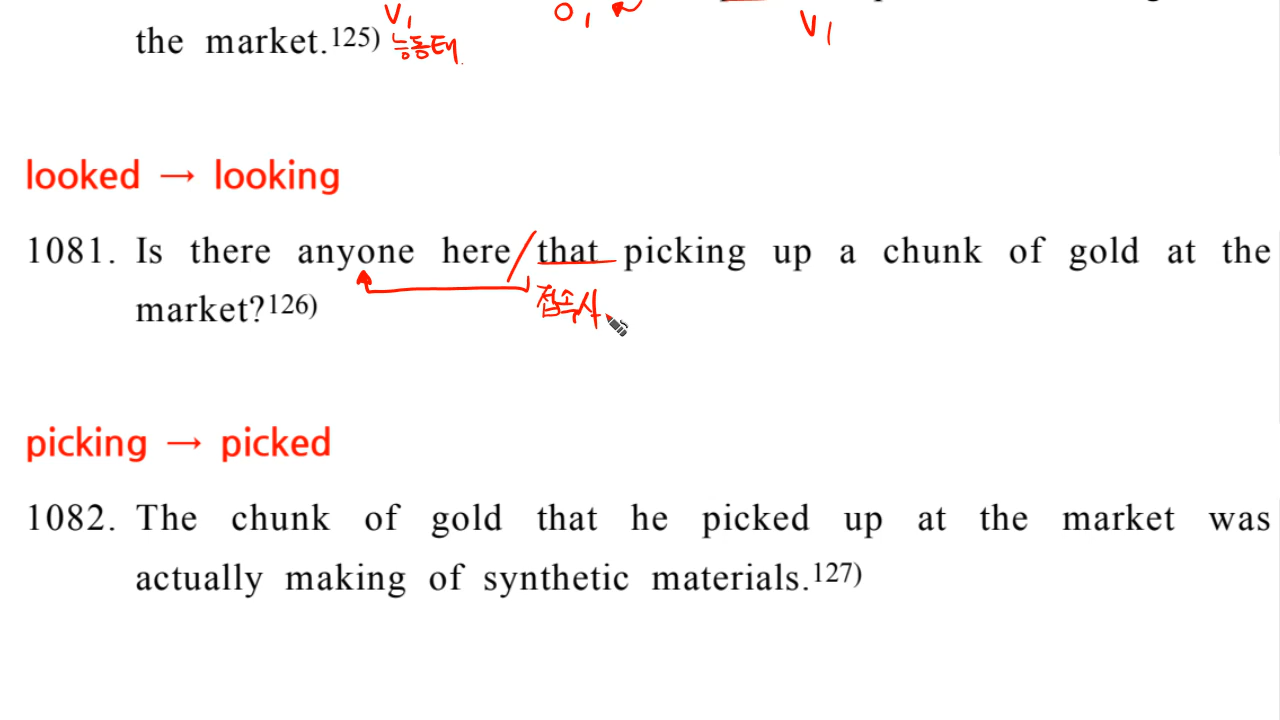 V₁ O₁ V₁
the market.125) 능동태
looked → looking
1081. Is there anyone here / that picking up a chunk of gold at the
접속사
market?126)
picking → picked
1082. The chunk of gold that he picked up at the market was
actually making of synthetic materials.127)